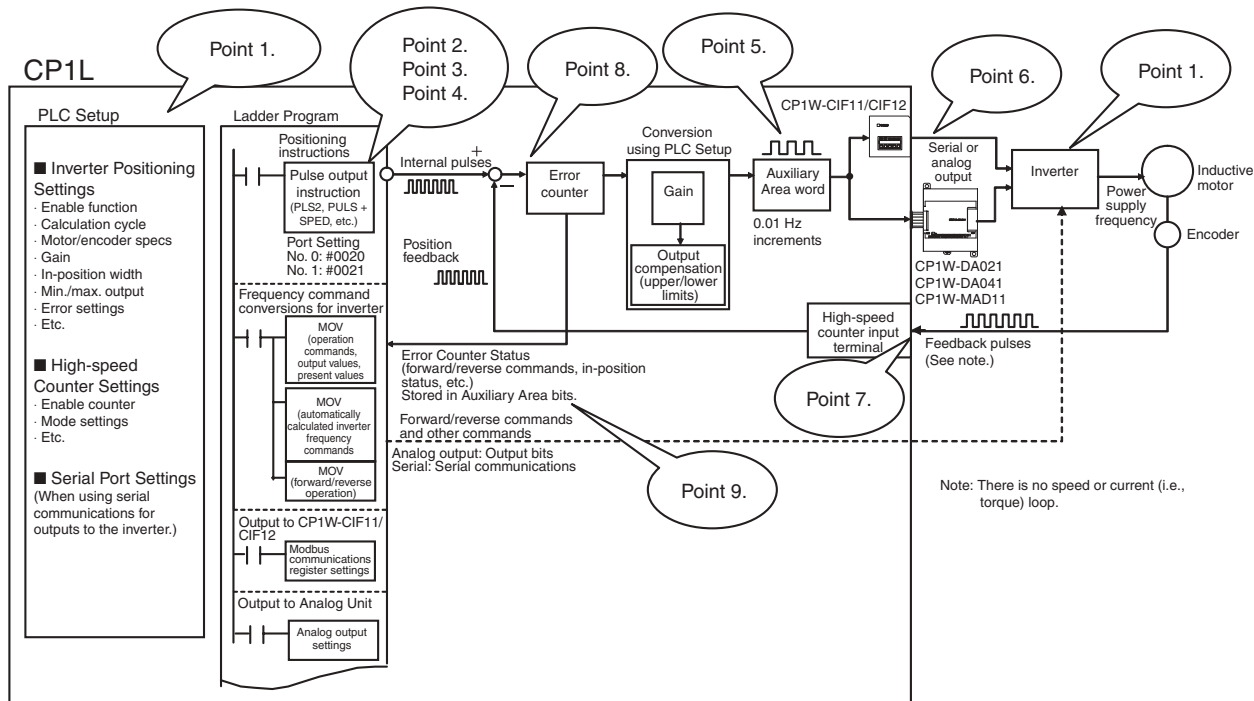 CP1L
Point 1.
Point 2.
Point 3.
Point 4.
Point 8.
Point 5.
Point 6.
Point 1.
PLC Setup
■ Inverter Positioning
Settings
· Enable function
· Calculation cycle
· Motor/encoder specs
· Gain
· In-position width
· Min./max. output
· Error settings
· Etc.
■ High-speed
Counter Settings
· Enable counter
· Mode settings
· Etc.
■ Serial Port Settings
(When using serial
communications for
outputs to the inverter.)
Ladder Program
Positioning
instructions
Pulse output
instruction
(PLS2, PULS +
SPED, etc.)
Port Setting
No. 0: #0020
No. 1: #0021
Frequency command
conversions for inverter
MOV
(operation
commands,
output values,
present values
MOV
(automatically
calculated inverter
frequency
commands
MOV
(forward/reverse
operation)
Output to CP1W-CIF11/
CIF12
Modbus
communications
register settings
Output to Analog Unit
Analog output
settings
Internal pulses
+
−
Position
feedback
Error
counter
Conversion
using PLC Setup
Gain
Output
compensation
(upper/lower
limits)
Auxiliary
Area word
0.01 Hz
increments
CP1W-CIF11/CIF12
Serial or
analog
output
CP1W-DA021
CP1W-DA041
CP1W-MAD11
Inverter
Power
supply
frequency
Inductive
motor
Encoder
High-speed
counter input
terminal
Feedback pulses
(See note.)
Point 7.
Error Counter Status
(forward/reverse commands, in-position
status, etc.)
Stored in Auxiliary Area bits.
Forward/reverse commands
and other commands
Analog output: Output bits
Serial: Serial communications
Point 9.
Note: There is no speed or current (i.e.,
torque) loop.